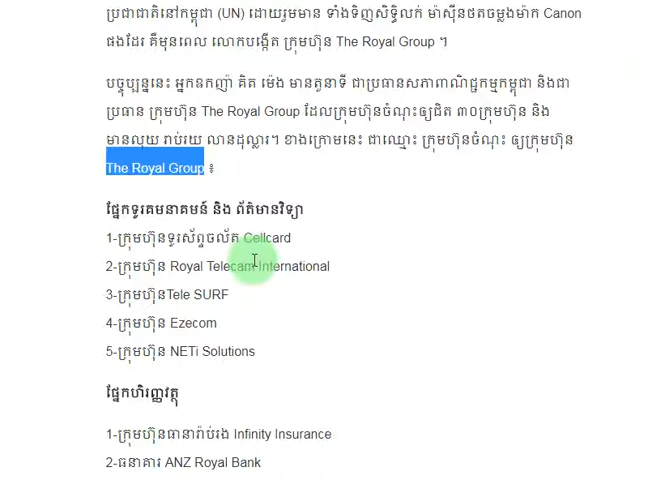 ប្រជាជាតិនៅកម្ពុជា (UN) ដោយរួមមាន ទាំងទិញសិទ្ធិលក់ ម៉ាស៊ីនថតចម្លងម៉ាក Canon
ផងដែរ គឺមុនពេល លោកបង្កើត ក្រុមហ៊ុន The Royal Group ។
បច្ចុប្បន្ននេះ អ្នកឧកញ៉ា គិត ម៉េង មានតួនាទី ជាប្រធានសភាពាណិជ្ជកម្មកម្ពុជា និងជា
ប្រធាន ក្រុមហ៊ុន The Royal Group ដែលក្រុមហ៊ុនចំណុះឲ្យជិត ៣០ក្រុមហ៊ុន និង
មានលុយ រាប់រយ លានដុល្លារ។ ខាងក្រោមនេះ ជាឈ្មោះ ក្រុមហ៊ុនចំណុះ ឲ្យក្រុមហ៊ុន
The Royal Group ៖
ផ្នែកទូរគមនាគមន៍ និង ព័ត៌មានវិទ្យា
1-ក្រុមហ៊ុនទូរស័ព្ទចល័ត Cellcard
2-ក្រុមហ៊ុន Royal Telecam International
3-ក្រុមហ៊ុនTele SURF
4-ក្រុមហ៊ុន Ezecom
5-ក្រុមហ៊ុន NETi Solutions
ផ្នែកហិរញ្ញវត្ថុ
1-ក្រុមហ៊ុនធានារ៉ាប់រង Infinity Insurance
2-ធនាគារ ANZ Royal Bank